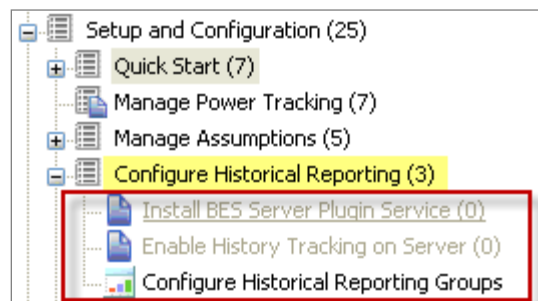 Setup and Configuration (25)
Quick Start (7)
Manage Power Tracking (7)
Manage Assumptions (5)
Configure Historical Reporting (3)
Install BES Server Plugin Service (0)
Enable History Tracking on Server (0)
Configure Historical Reporting Groups